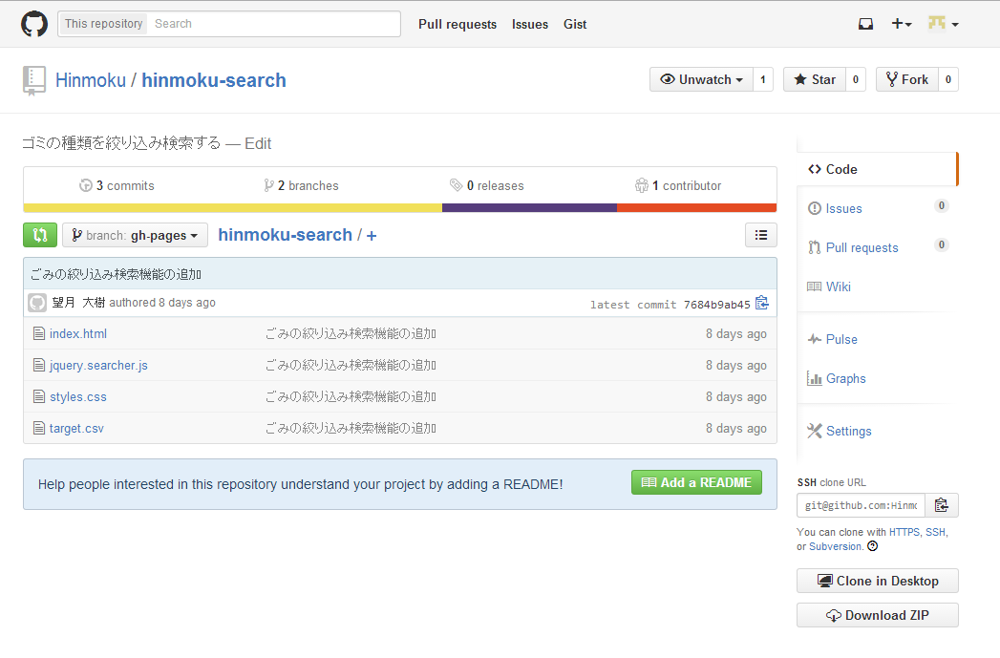 This repository Search Pull requests Issues Gist
Hinmoku / hinmoku-search Unwatch 1 Star 0 Fork 0
ゴミの種類を絞り込み検索する — Edit
3 commits 2 branches 0 releases 1 contributor
branch: gh-pages hinmoku-search / +
ごみの絞り込み検索機能の追加
望月 大樹 authored 8 days ago latest commit 7684b9ab45
index.html ごみの絞り込み検索機能の追加 8 days ago
jquery.searcher.js ごみの絞り込み検索機能の追加 8 days ago
styles.css ごみの絞り込み検索機能の追加 8 days ago
target.csv ごみの絞り込み検索機能の追加 8 days ago
Help people interested in this repository understand your project by adding a README! Add a README
Code
Issues 0
Pull requests 0
Wiki
Pulse
Graphs
Settings
SSH clone URL
git@github.com:Hinmo
You can clone with HTTPS, SSH,
or Subversion.
Clone in Desktop
Download ZIP